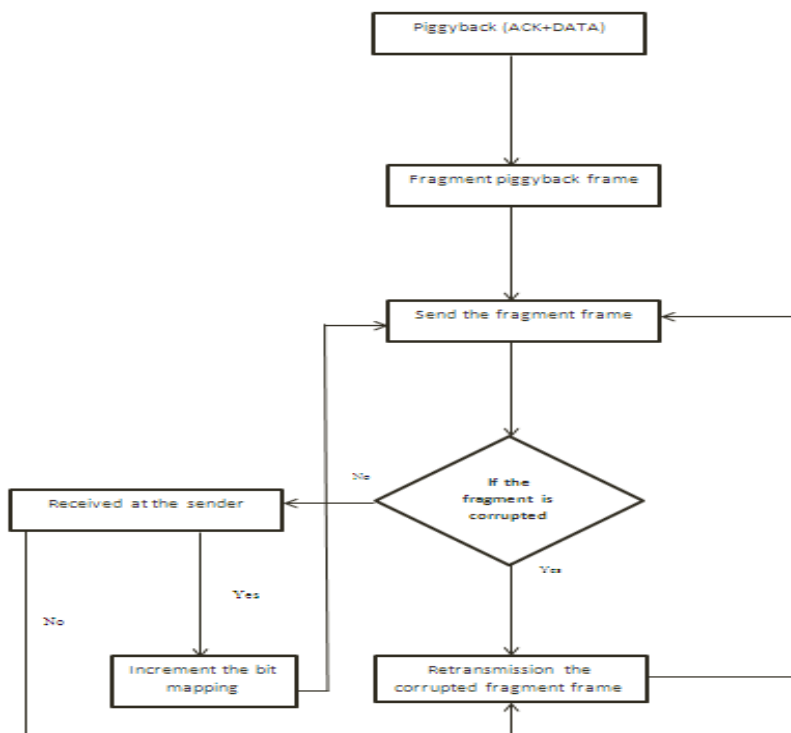 Piggyback (ACK+DATA)
Fragment piggyback frame
Send the fragment frame
If the
fragment is
corrupted
No
Received at the sender
Yes
Yes
No
Increment the bit
mapping
Retransmission the
corrupted fragment frame